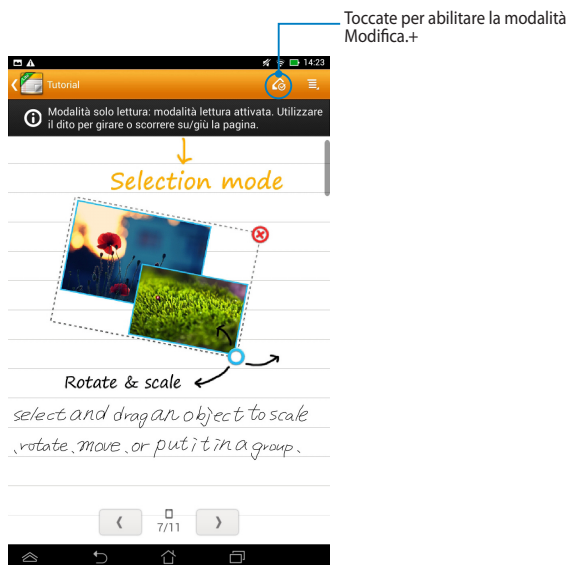 Toccate per abilitare la modalità
Modifica.+
14:23
Tutorial
Modalità solo lettura: modalità lettura attivata. Utilizzare
il dito per girare o scorrere su/giù la pagina.
Selection mode
Rotate & scale
select and drag an object to scale
, rotate, move, or put it in a group.
7/11